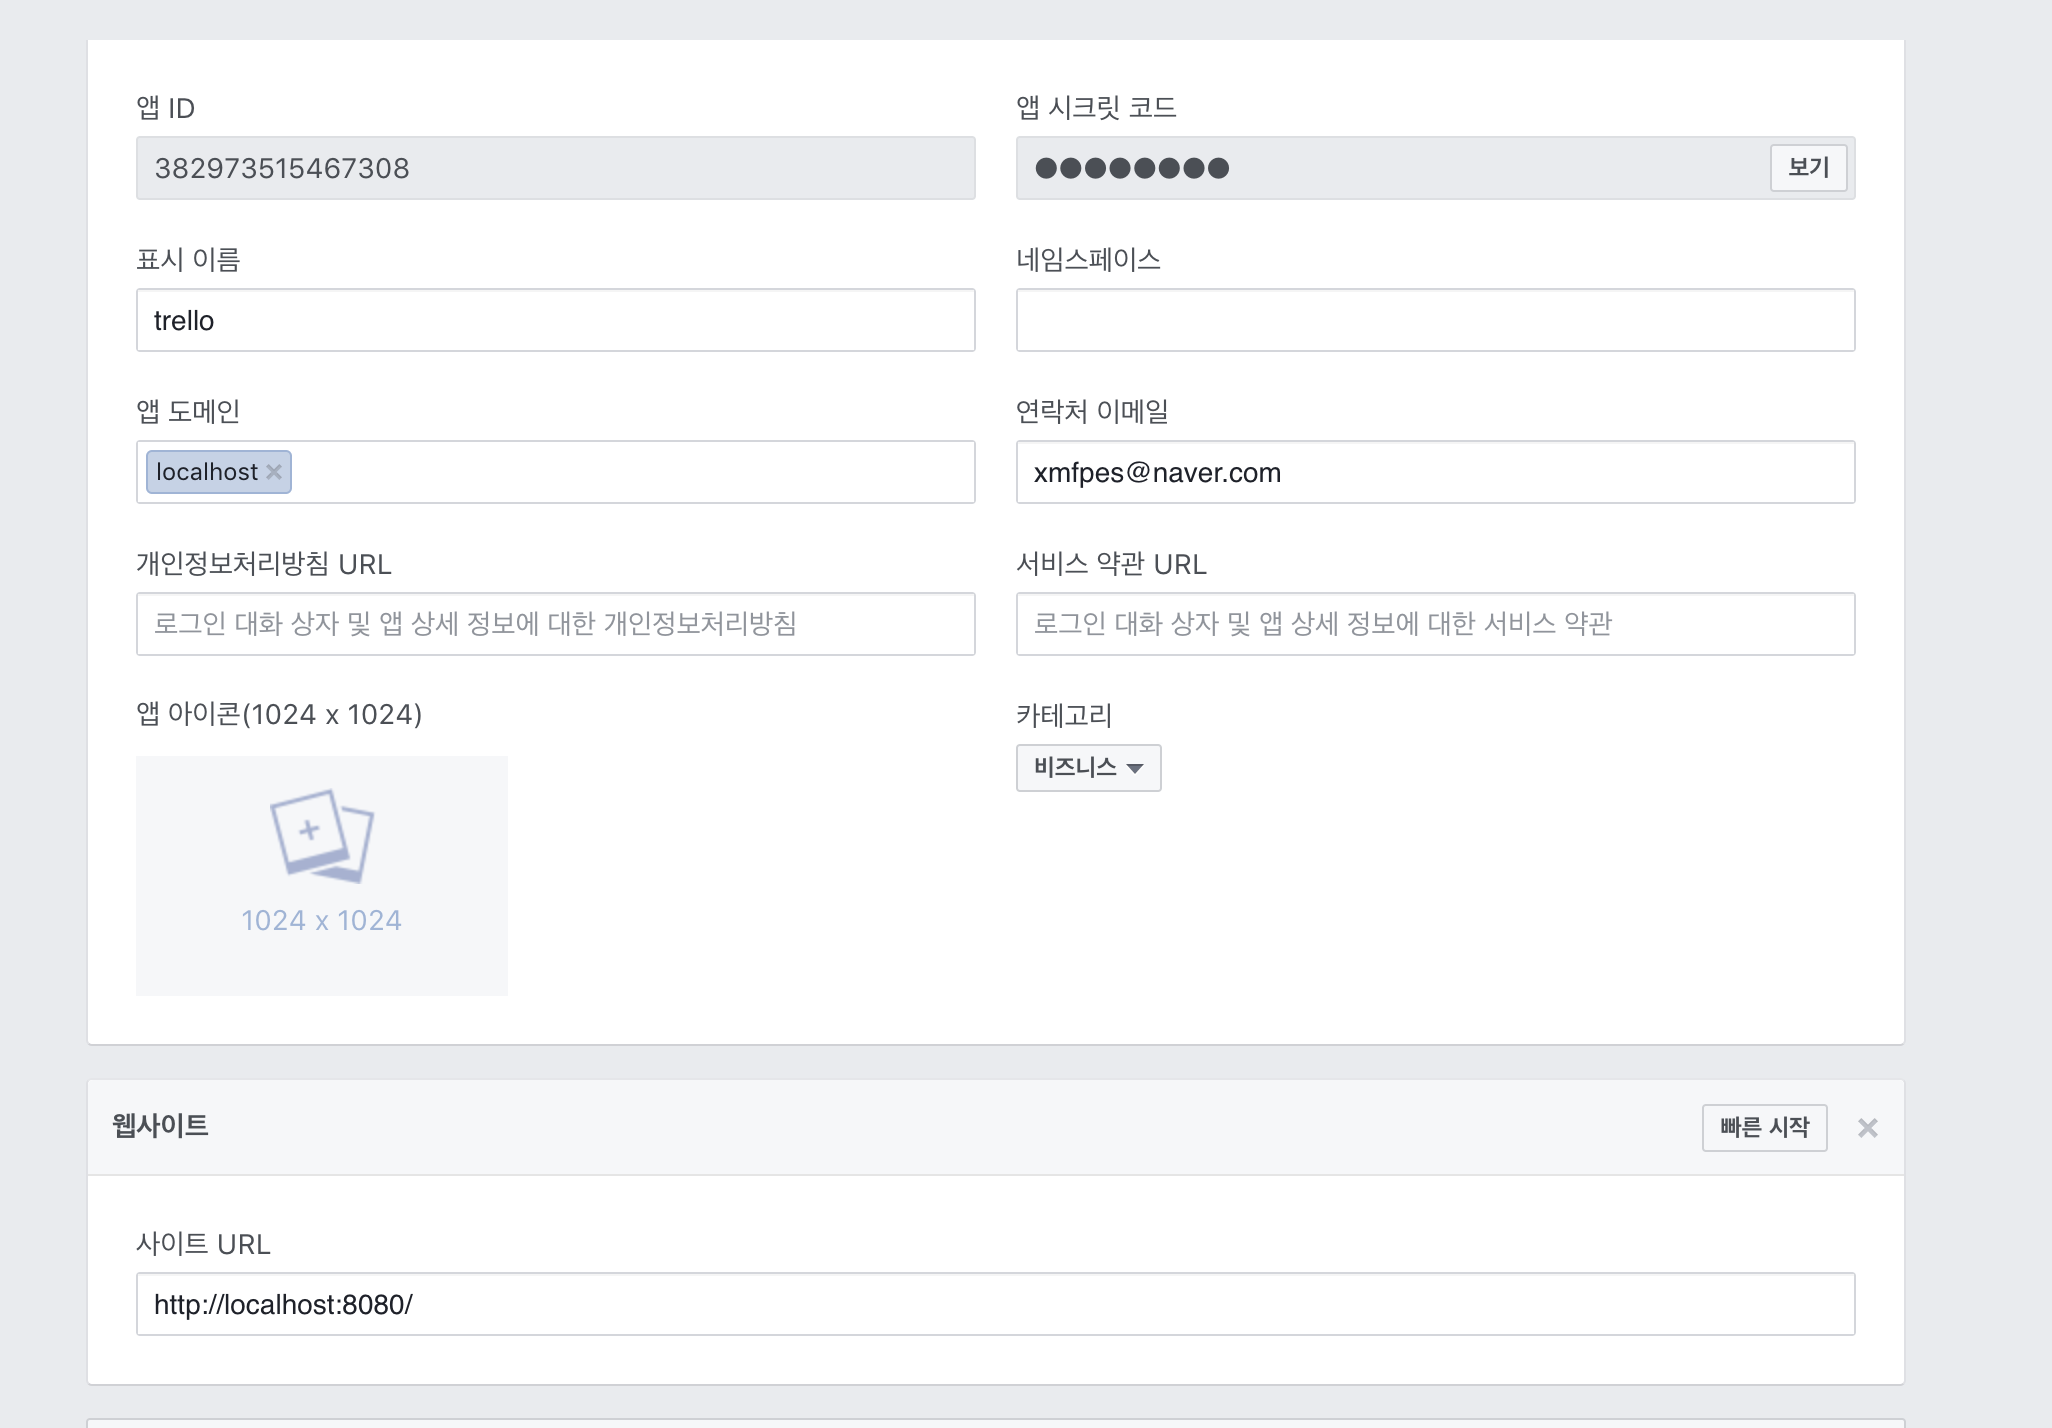 앱 ID
앱 시크릿 코드
382973515467308
●●●●●●●●
보기
표시 이름
네임스페이스
trello
앱 도메인
연락처 이메일
localhost
xmfpes@naver.com
개인정보처리방침 URL
서비스 약관 URL
로그인 대화 상자 및 앱 상세 정보에 대한 개인정보처리방침
로그인 대화 상자 및 앱 상세 정보에 대한 서비스 약관
앱 아이콘(1024 x 1024)
카테고리
비즈니스
1024 x 1024
웹사이트
빠른 시작
사이트 URL
http://localhost:8080/